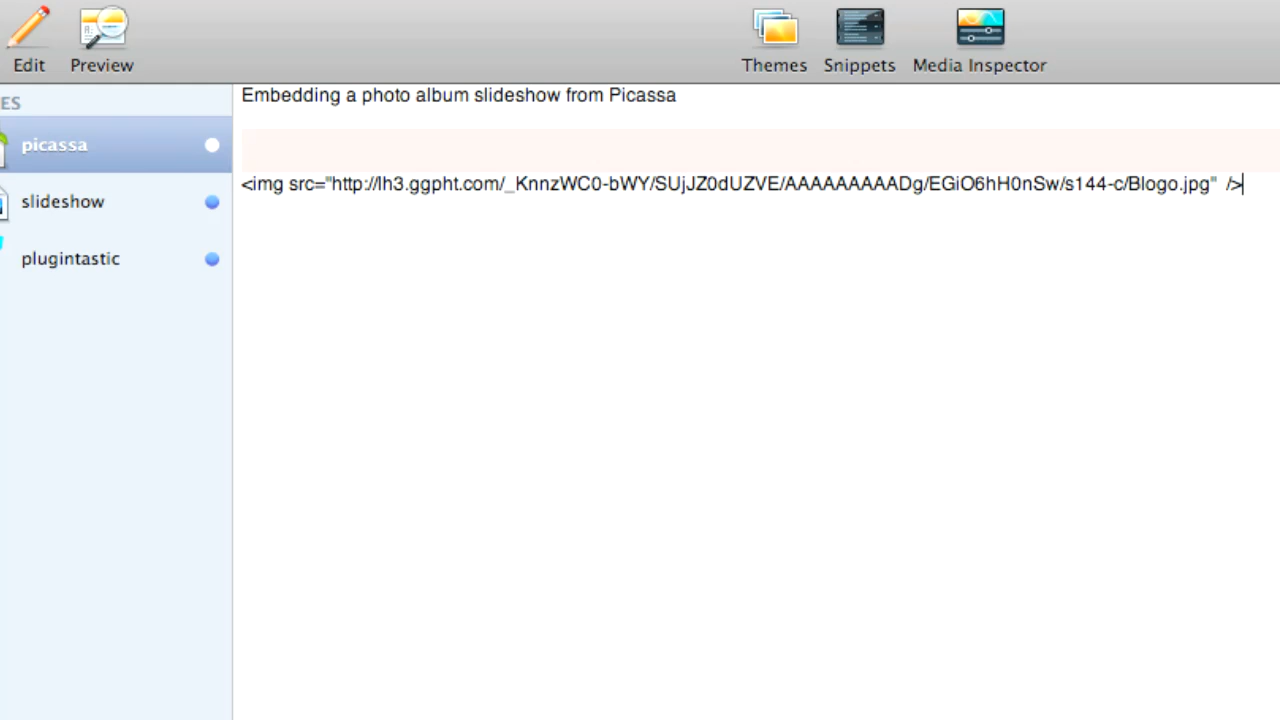 Edit
Preview
Themes
Snippets
Media Inspector
ES
picassa
slideshow
plugintastic
Embedding a photo album slideshow from Picassa
<img src="http://lh3.ggpht.com/_KnnzWC0-bWY/SUjJZ0dUZVE/AAAAAAAAADg/EGiO6hH0nSw/s144-c/Blogo.jpg" />